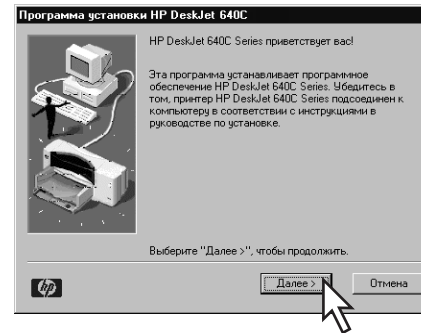 Программа установки HP DeskJet 640C
HP DeskJet 640C Series приветствует вас!
Эта программа устанавливает программное
обеспечение HP DeskJet 640C Series. Убедитесь в
том, принтер HP DeskJet 640C Series подсоединен к
компьютеру в соответствии с инструкциями в
руководстве по установке.
Выберите "Далее >", чтобы продолжить.
hp
Далее >
Отмена